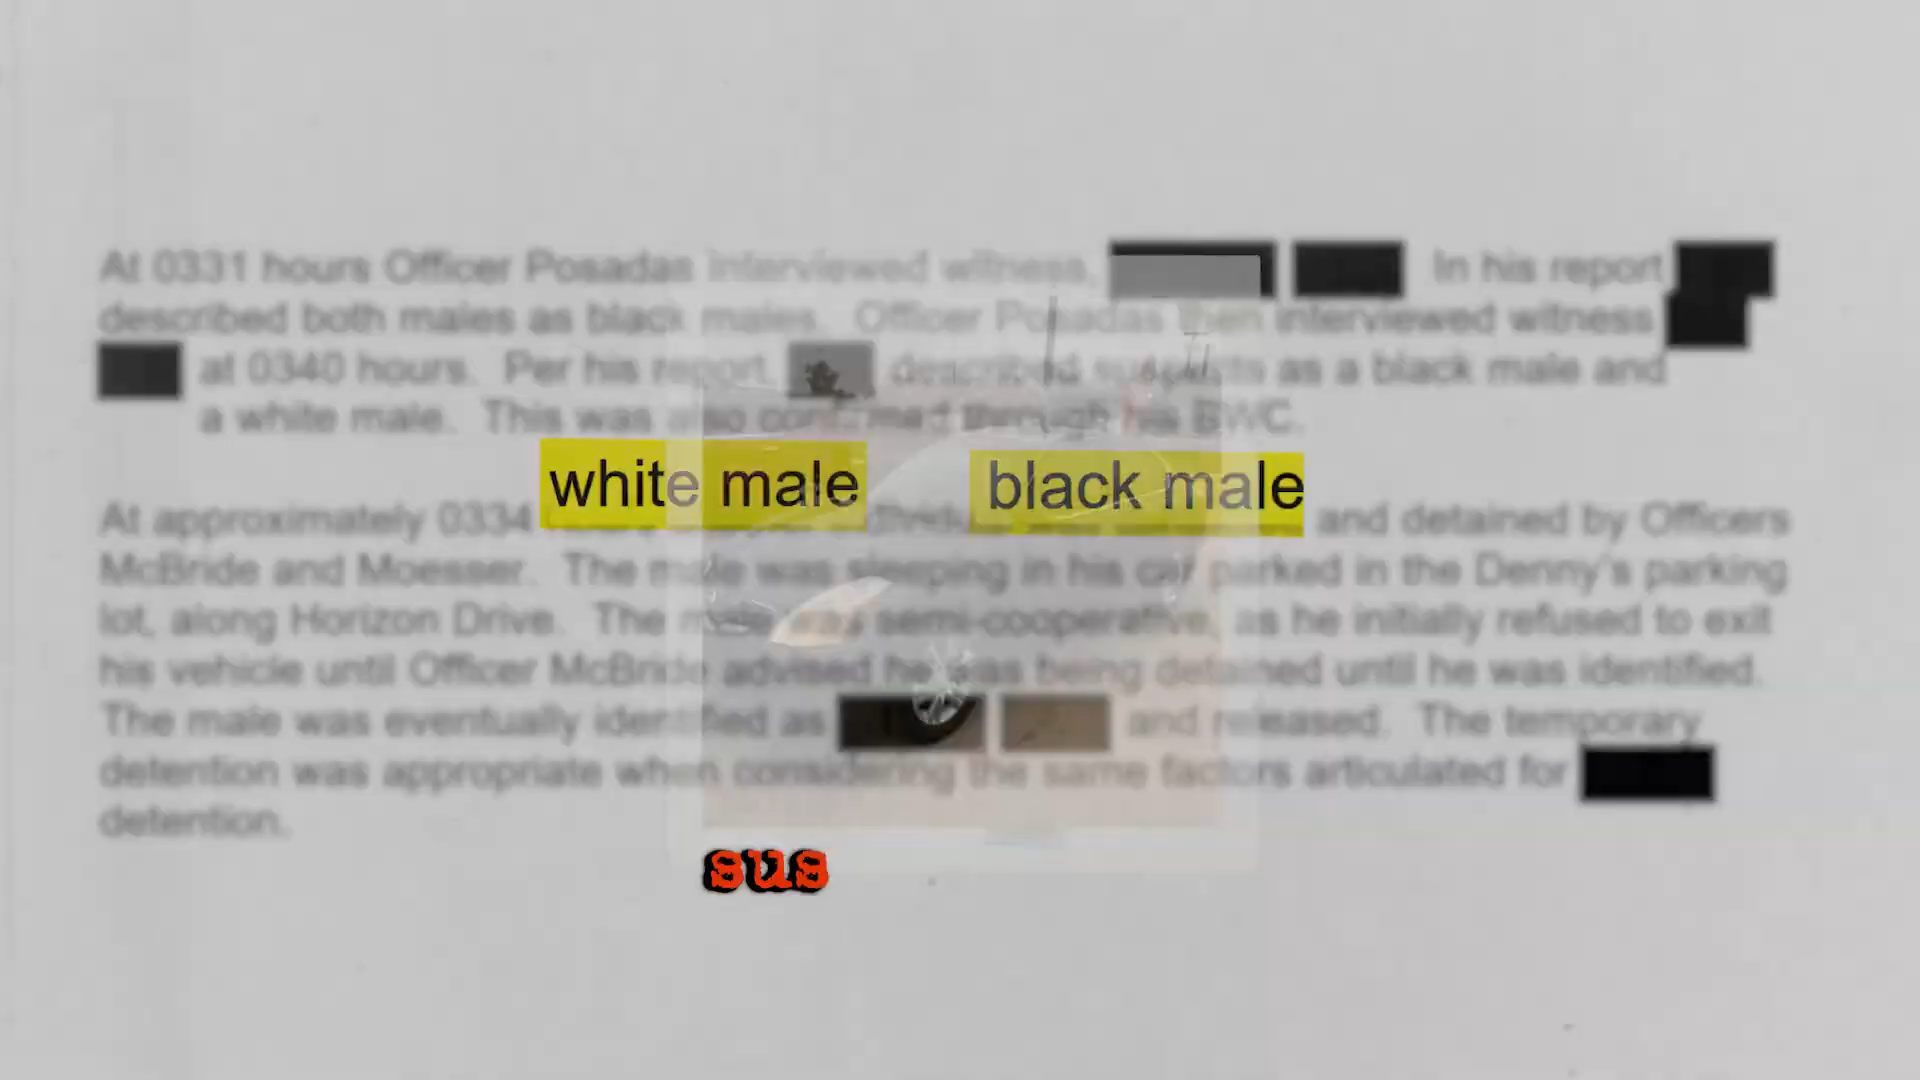 At 0331 hours Officer Posadas interviewed witness, In his report
described both males as black males. Officer Posadas then interviewed witness
at 0340 hours. Per his report, described suspects as a black male and
a white male. This was also confirmed through his BWC.
white male black male
At approximately 0334 and detained by Officers
McBride and Moesser. The male was sleeping in his car parked in the Denny's parking
lot, along Horizon Drive. The male was semi-cooperative, as he initially refused to exit
his vehicle until Officer McBride advised he was being detained until he was identified.
The male was eventually identified as and released. The temporary
detention was appropriate when considering the same factors articulated for
detention.
sus